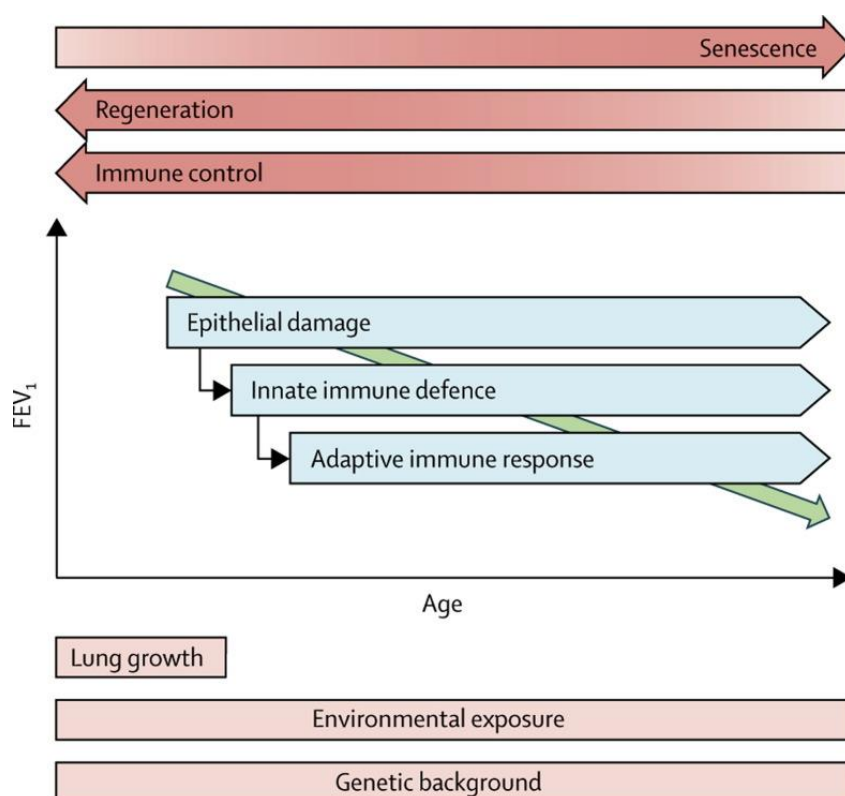 Senescence
Regeneration
Immune control
FEV₁
Epithelial damage
Innate immune defence
Adaptive immune response
Age
Lung growth
Environmental exposure
Genetic background